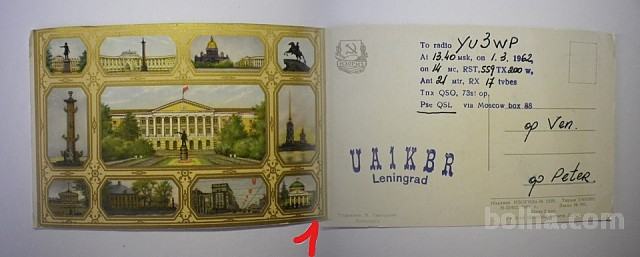 To radio YU3WP
At 13.40 MSK, on 1. 3. 1962,
on 14 MC, RST, 559 TX 200 w,
Ant 21 mtr, RX 17 tvbes
Tnx QSO, 73s! op,
Pse QSL via Moscow box 88
op Ven.
UA1KBR
Leningrad
op Peter.
1
bolha.com